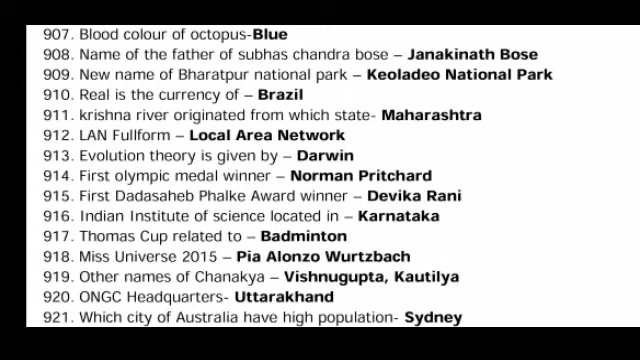 907. Blood colour of octopus-Blue
908. Name of the father of subhas chandra bose – Janakinath Bose
909. New name of Bharatpur national park – Keoladeo National Park
910. Real is the currency of – Brazil
911. krishna river originated from which state- Maharashtra
912. LAN Fullform – Local Area Network
913. Evolution theory is given by – Darwin
914. First olympic medal winner – Norman Pritchard
915. First Dadasaheb Phalke Award winner – Devika Rani
916. Indian Institute of science located in – Karnataka
917. Thomas Cup related to – Badminton
918. Miss Universe 2015 – Pia Alonzo Wurtzbach
919. Other names of Chanakya – Vishnugupta, Kautilya
920. ONGC Headquarters- Uttarakhand
921. Which city of Australia have high population- Sydney